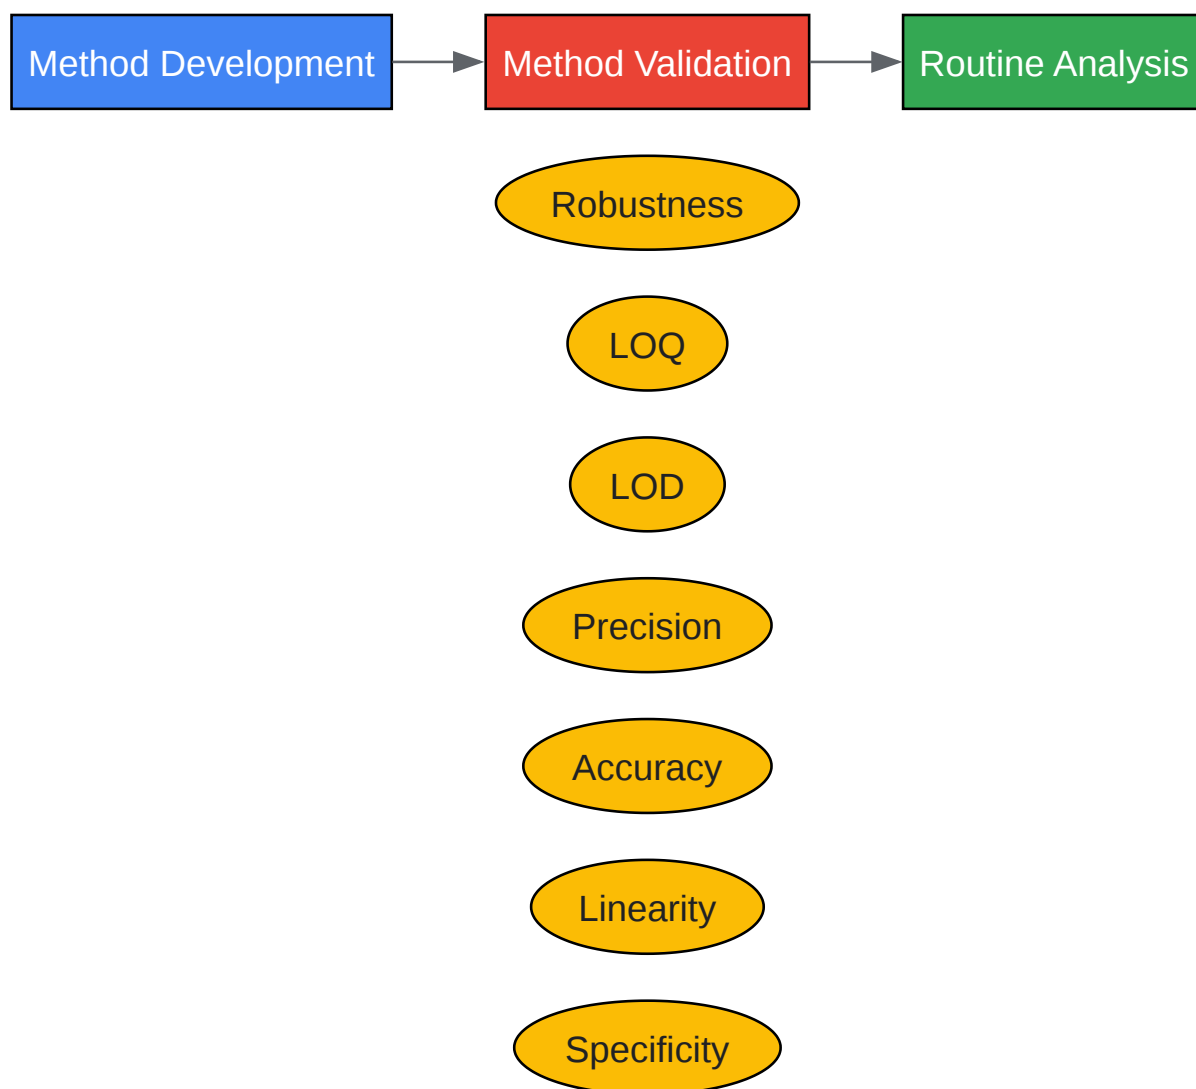 Method Development
Method Validation
Routine Analysis
Robustness
LOQ
LOD
Precision
Accuracy
Linearity
Specificity